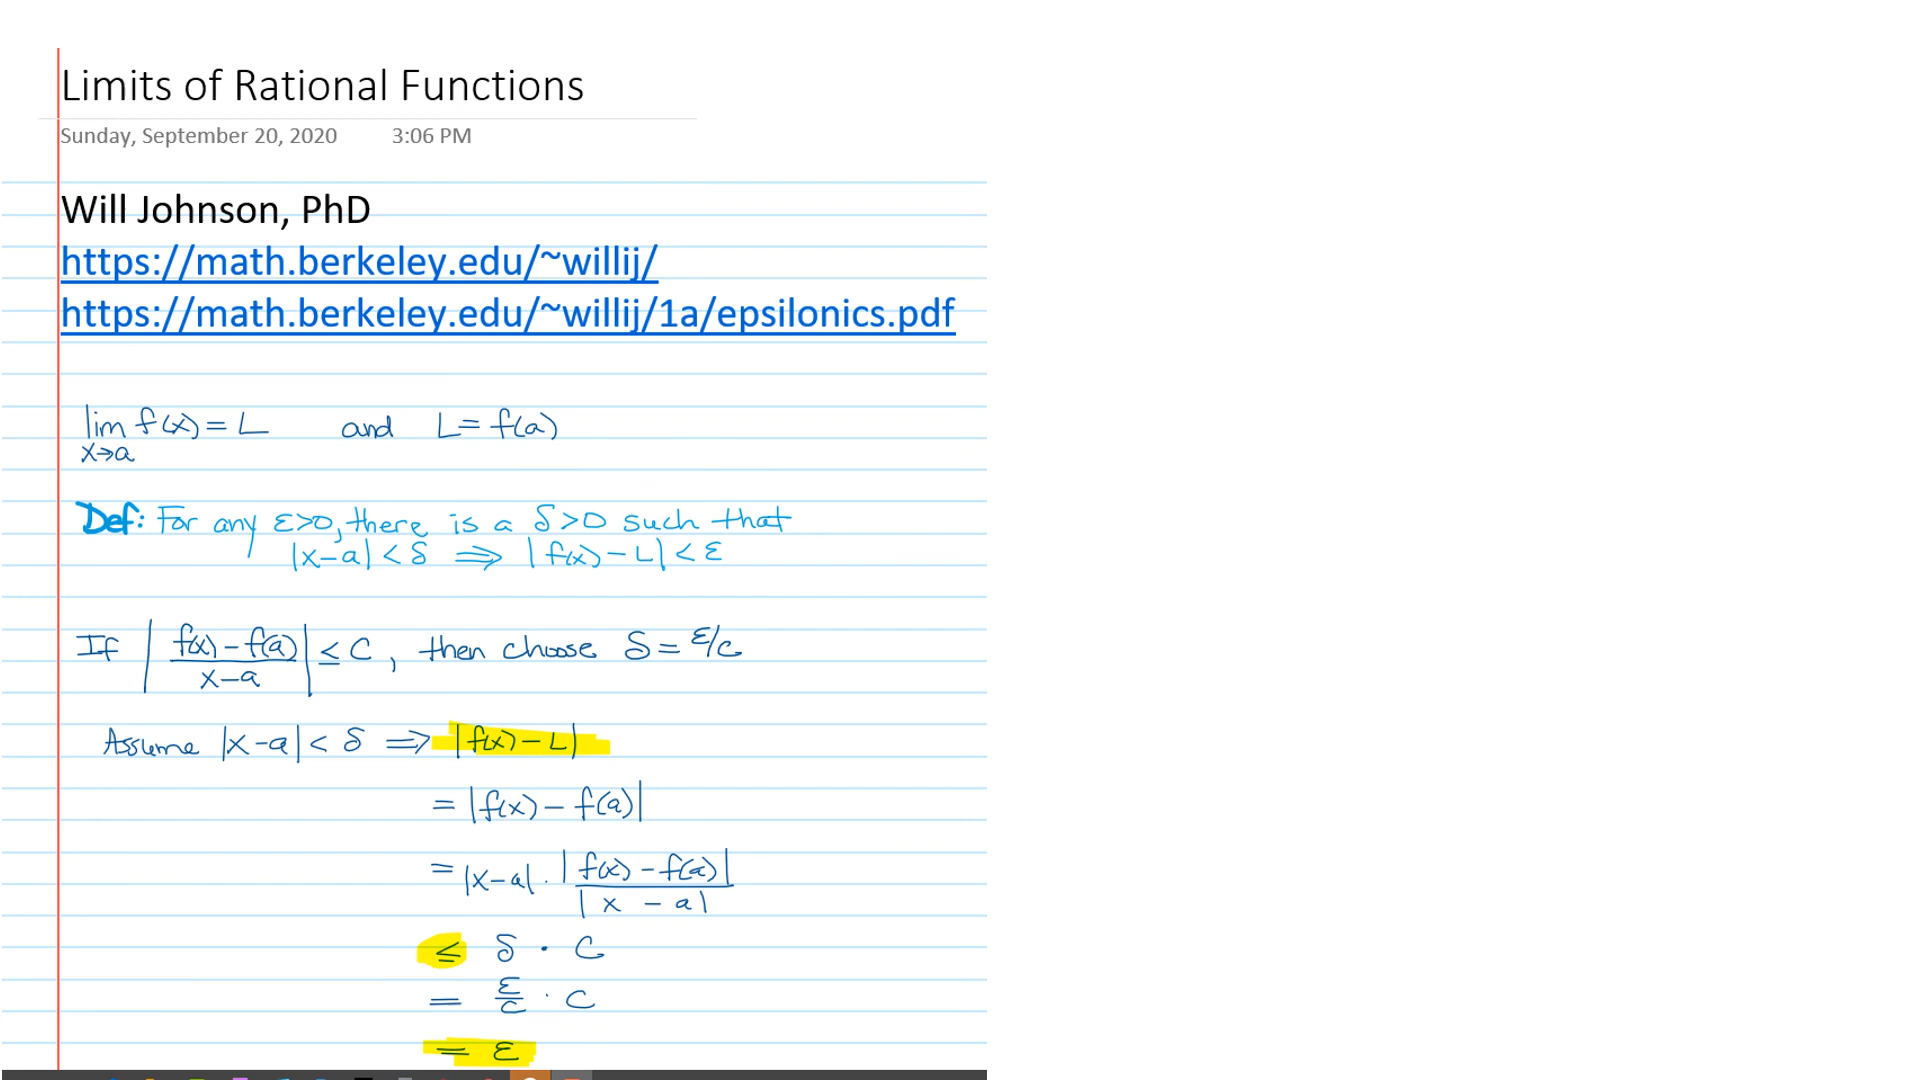 Limits of Rational Functions
Sunday, September 20, 2020 3:06 PM
Will Johnson, PhD
https://math.berkeley.edu/~willij/
https://math.berkeley.edu/~willij/1a/epsilonics.pdf
lim f(x) = L and L = f(a)
x→a
Def: For any ε>0, there is a δ>0 such that
|x-a| < δ ⟹ |f(x) - L| < ε
If | f(x) - f(a) / x-a | ≤ C, then choose δ = ε/C
Assume |x-a| < δ ⟹ |f(x) - L|
= |f(x) - f(a)|
= |x-a| · |f(x) - f(a)| / |x - a|
≤ δ · C
= ε/C · C
= ε